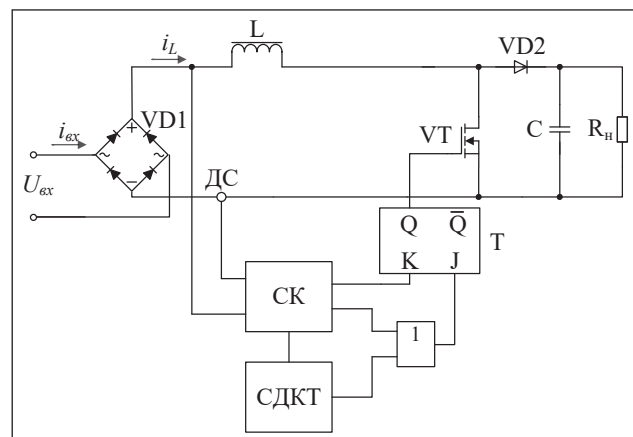 L
VD2
i_L
i_вх
VD1
+
~
~
−
U_вх
VT
C
R_н
ДС
Q
Q̅
T
K
J
СК
1
СДКТ